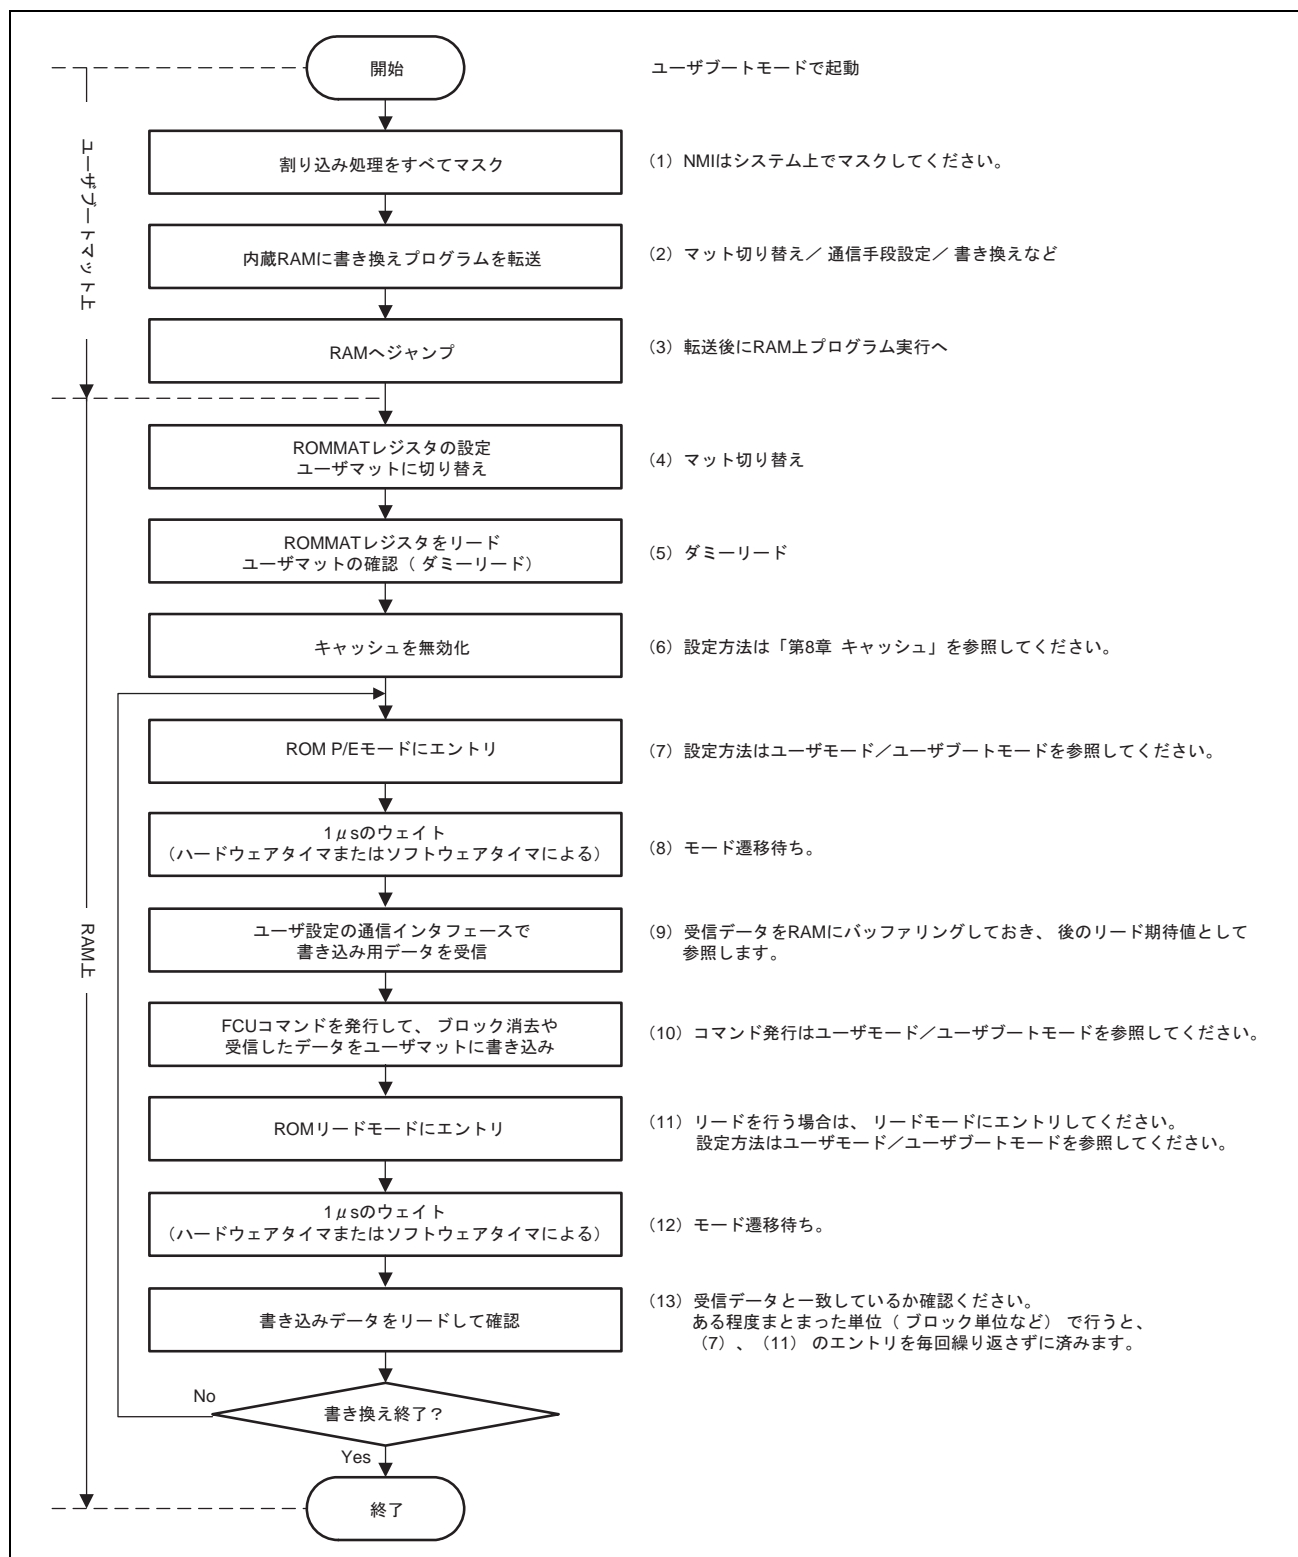 開始
ユーザブートモードで起動
ユーザブートマット上
割り込み処理をすべてマスク
（1）NMIはシステム上でマスクしてください。
内蔵RAMに書き換えプログラムを転送
（2）マット切り替え／ 通信手段設定／ 書き換えなど
RAMへジャンプ
（3）転送後にRAM上プログラム実行へ
RAM上
ROMMATレジスタの設定
ユーザマットに切り替え
（4）マット切り替え
ROMMATレジスタをリード
ユーザマットの確認（ ダミーリード）
（5）ダミーリード
キャッシュを無効化
（6）設定方法は「第8章 キャッシュ」を参照してください。
ROM P/Eモードにエントリ
（7）設定方法はユーザモード／ユーザブートモードを参照してください。
1μsのウェイト
（ハードウェアタイマまたはソフトウェアタイマによる）
（8）モード遷移待ち。
ユーザ設定の通信インタフェースで
書き込み用データを受信
（9）受信データをRAMにバッファリングしておき、 後のリード期待値として
参照します。
FCUコマンドを発行して、 ブロック消去や
受信したデータをユーザマットに書き込み
（10）コマンド発行はユーザモード／ユーザブートモードを参照してください。
ROMリードモードにエントリ
（11）リードを行う場合は、 リードモードにエントリしてください。
設定方法はユーザモード／ユーザブートモードを参照してください。
1μsのウェイト
（ハードウェアタイマまたはソフトウェアタイマによる）
（12）モード遷移待ち。
書き込みデータをリードして確認
（13）受信データと一致しているか確認ください。
ある程度まとまった単位（ ブロック単位など） で行うと、
（7）、（11） のエントリを毎回繰り返さずに済みます。
No
書き換え終了？
Yes
終了